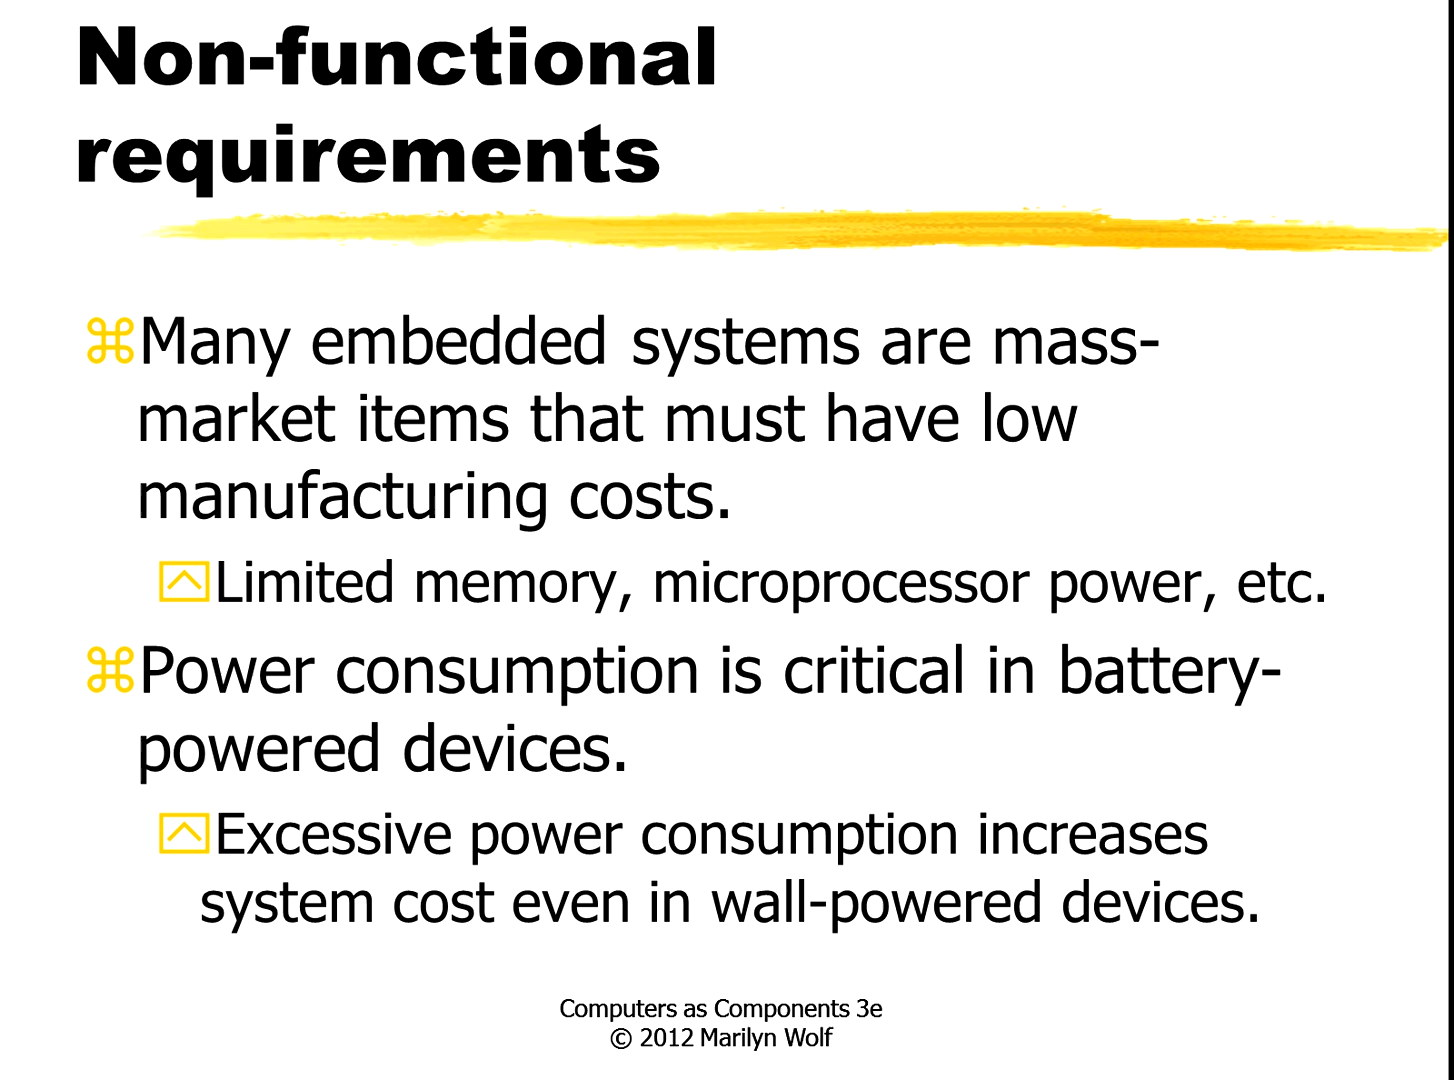 Non-functional
requirements
⌘Many embedded systems are mass-
market items that must have low
manufacturing costs.
Limited memory, microprocessor power, etc.
⌘Power consumption is critical in battery-
powered devices.
Excessive power consumption increases
system cost even in wall-powered devices.
Computers as Components 3e
© 2012 Marilyn Wolf